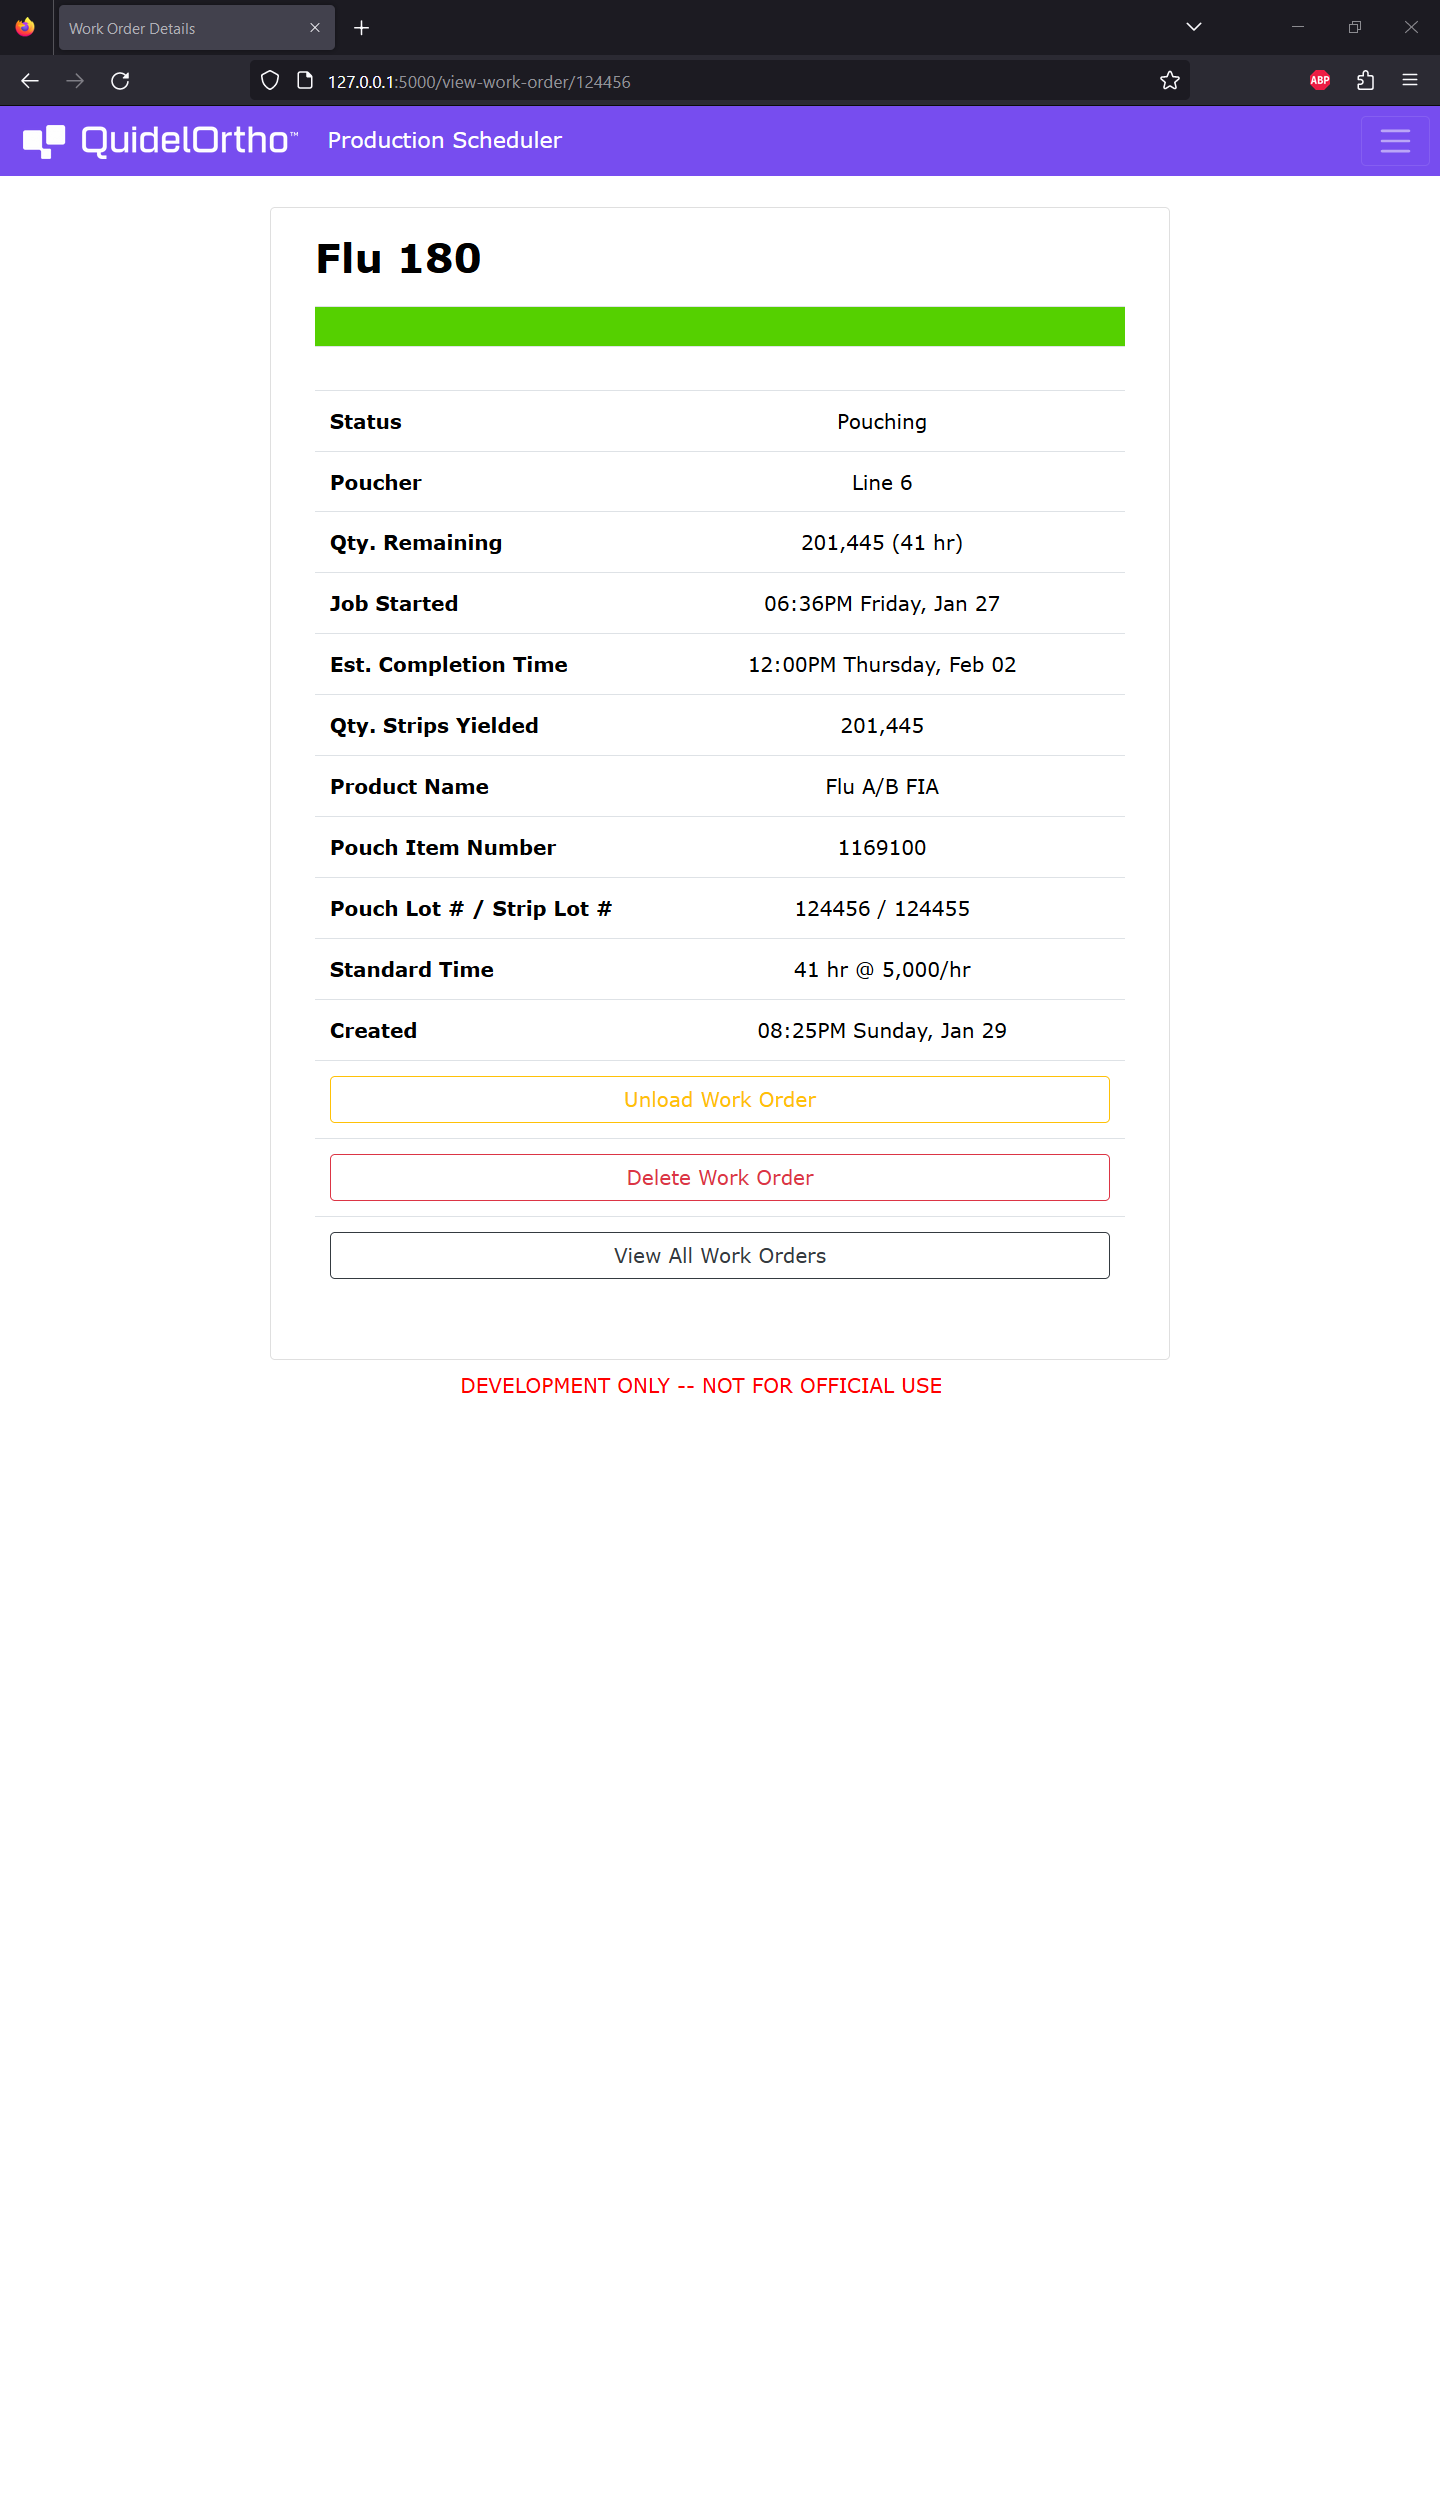 Work Order Details
127.0.0.1:5000/view-work-order/124456
ABP
QuidelOrtho™ Production Scheduler
Flu 180
Status Pouching
Poucher Line 6
Qty. Remaining 201,445 (41 hr)
Job Started 06:36PM Friday, Jan 27
Est. Completion Time 12:00PM Thursday, Feb 02
Qty. Strips Yielded 201,445
Product Name Flu A/B FIA
Pouch Item Number 1169100
Pouch Lot # / Strip Lot # 124456 / 124455
Standard Time 41 hr @ 5,000/hr
Created 08:25PM Sunday, Jan 29
Unload Work Order
Delete Work Order
View All Work Orders
DEVELOPMENT ONLY -- NOT FOR OFFICIAL USE